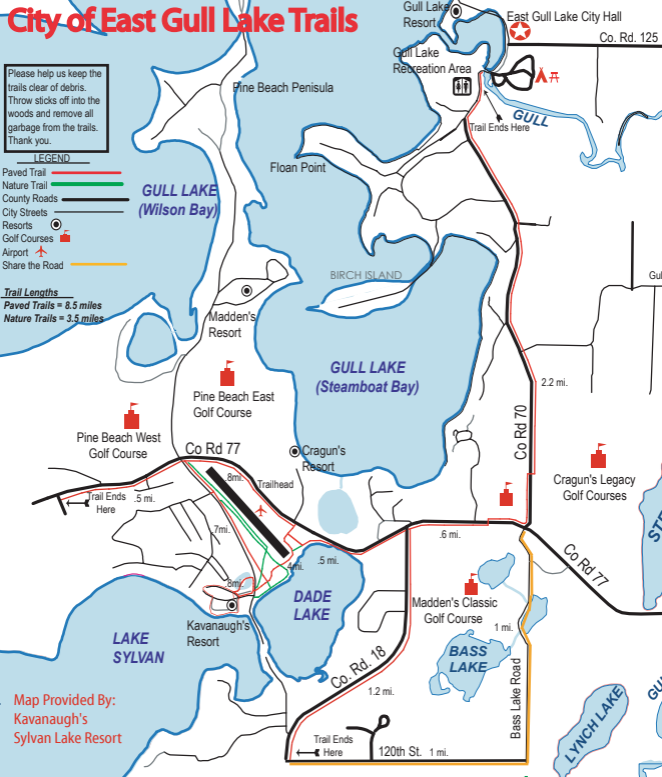 City of East Gull Lake Trails
Gull Lake
Resort
East Gull Lake City Hall
Co. Rd. 125
Gull Lake
Recreation Area
Please help us keep the
trails clear of debris.
Throw sticks off into the
woods and remove all
garbage from the trails.
Thank you.
Pine Beach Penisula
GULL
Trail Ends Here
LEGEND
Paved Trail
Nature Trail
County Roads
City Streets
Resorts
Golf Courses
Airport
Share the Road
Floan Point
GULL LAKE
(Wilson Bay)
Trail Lengths
Paved Trails = 8.5 miles
Nature Trails = 3.5 miles
BIRCH ISLAND
Madden's
Resort
GULL LAKE
(Steamboat Bay)
2.2 mi.
Pine Beach East
Golf Course
Co Rd 70
Pine Beach West
Golf Course
Co Rd 77
Cragun's
Resort
Cragun's Legacy
Golf Courses
.8mi.
Trailhead
Trail Ends
Here
.5 mi.
.7mi.
.6 mi.
.4mi.
.5 mi.
Co Rd 77
.8mi.
DADE
LAKE
Madden's Classic
Golf Course
Kavanaugh's
Resort
1 mi.
LAKE
SYLVAN
BASS
LAKE
Co. Rd. 18
1.2 mi.
Bass Lake Road
LYNCH LAKE
Map Provided By:
Kavanaugh's
Sylvan Lake Resort
Trail Ends
Here
120th St. 1 mi.